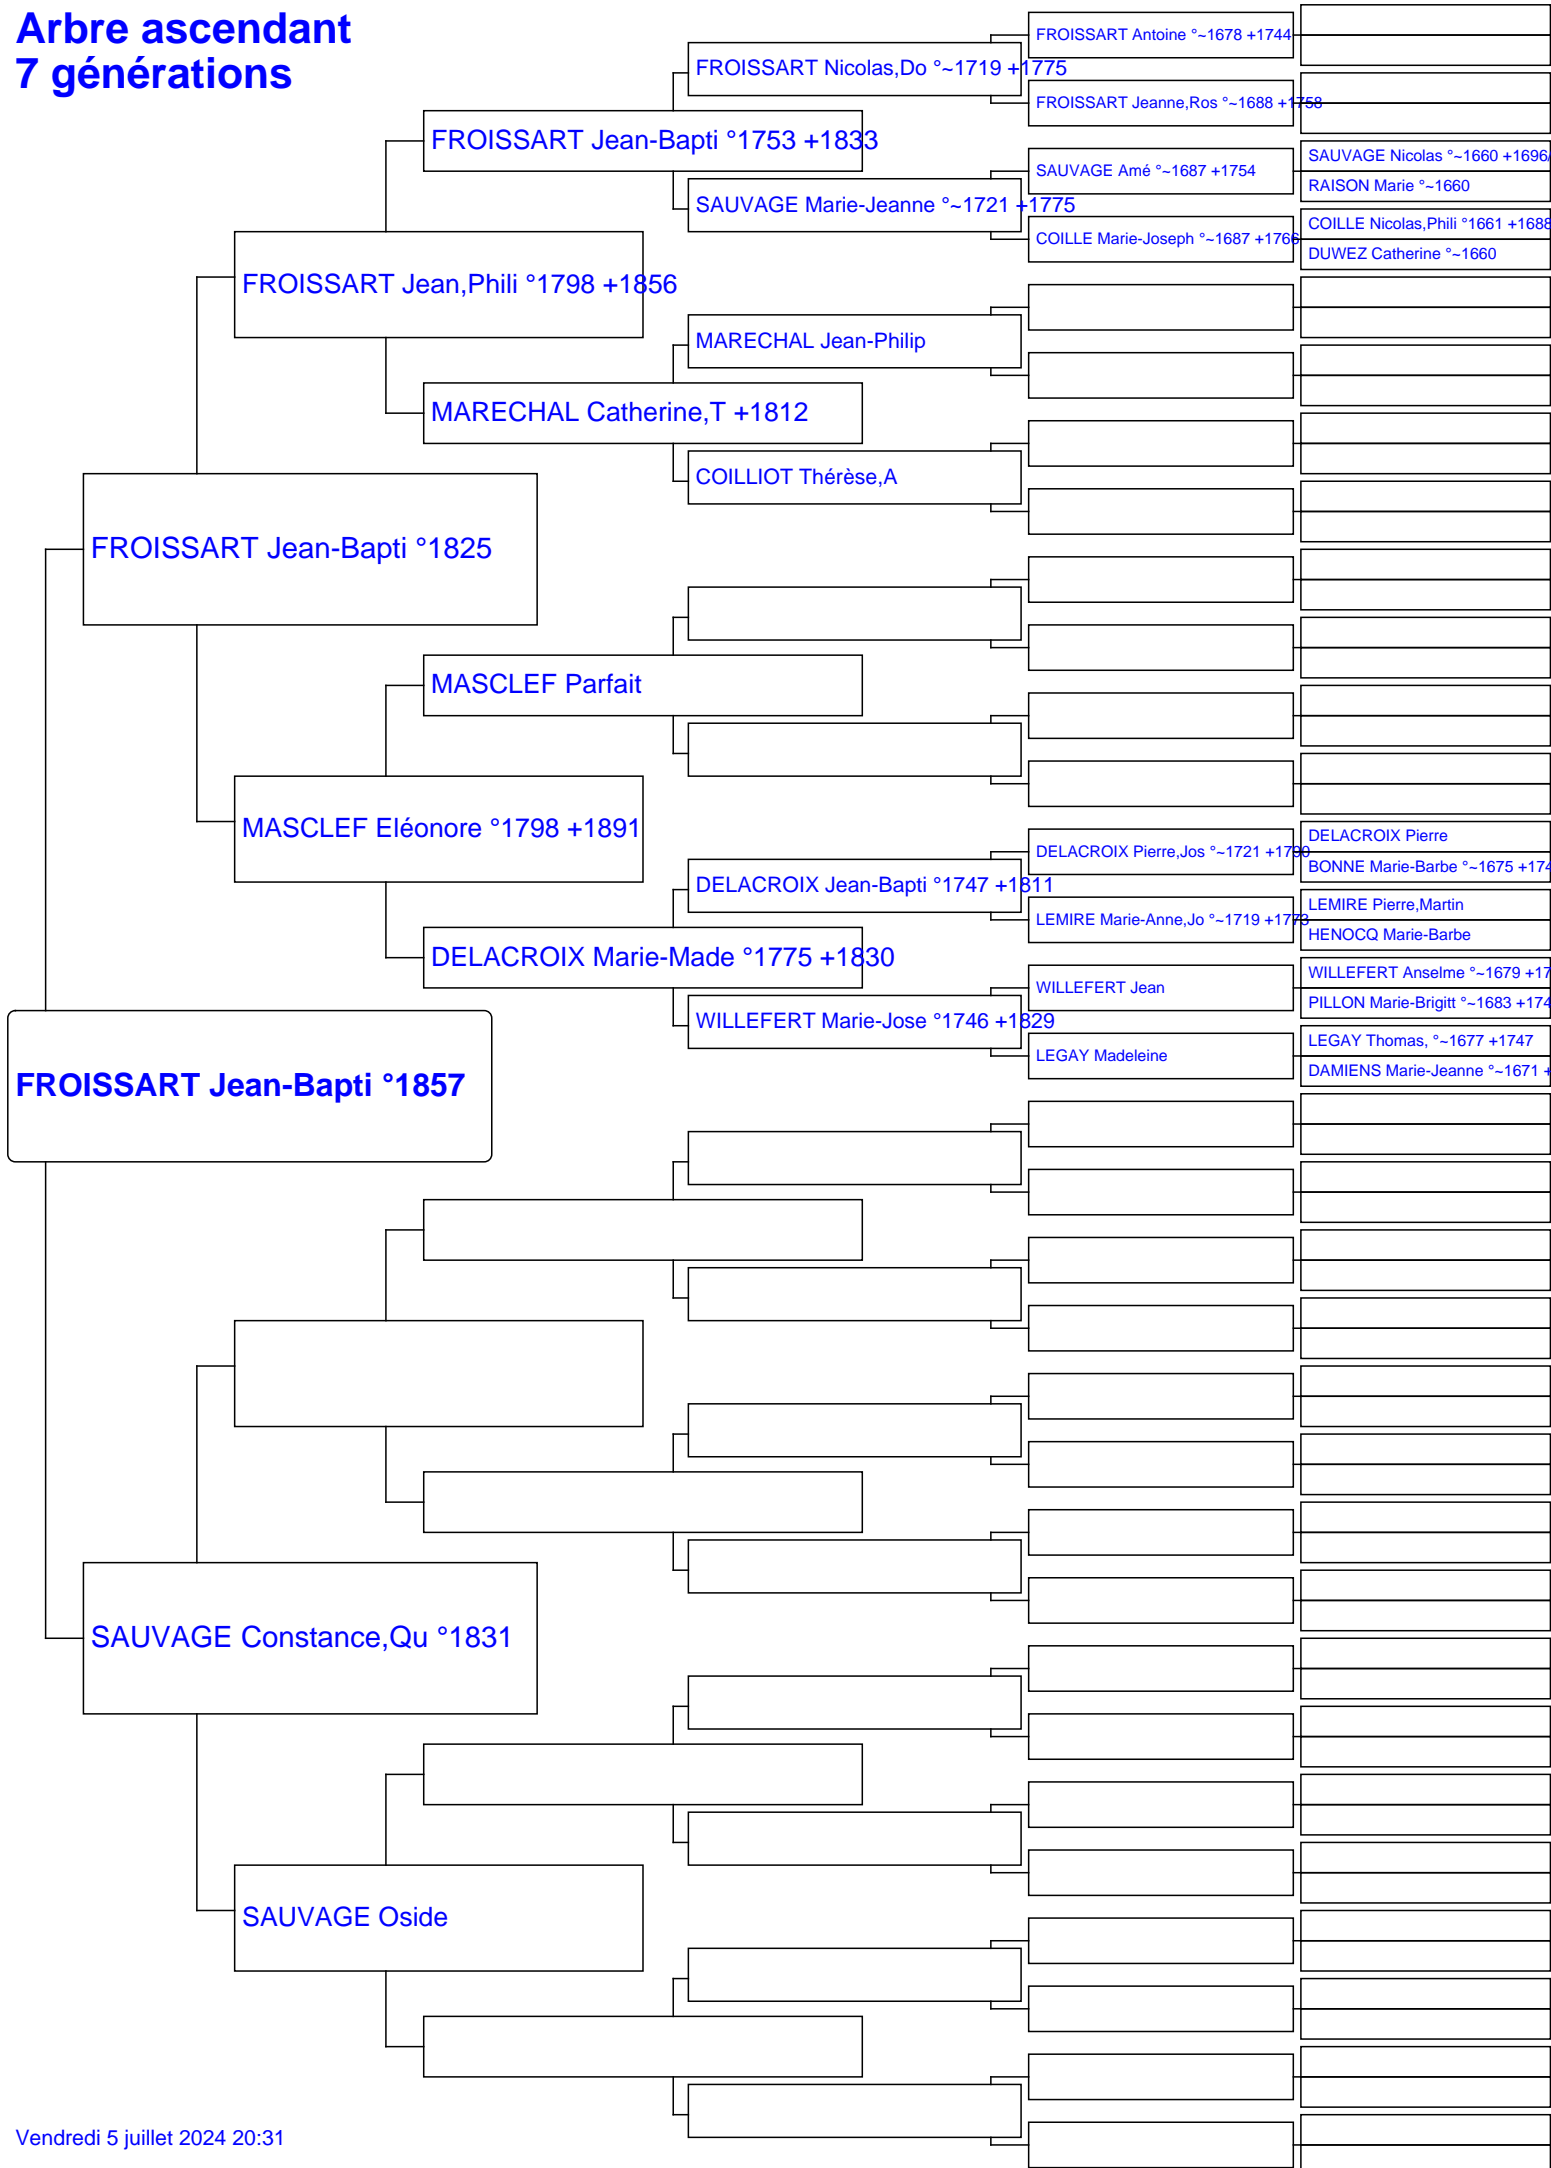 Arbre ascendant
7 générations
FROISSART Antoine °~1678 +1744
FROISSART Nicolas,Do °~1719 +1775
FROISSART Jeanne,Ros °~1688 +1758
FROISSART Jean-Bapti °1753 +1833
SAUVAGE Nicolas °~1660 +1696/
SAUVAGE Amé °~1687 +1754
RAISON Marie °~1660
SAUVAGE Marie-Jeanne °~1721 +1775
COILLE Nicolas,Phili °1661 +1688
COILLE Marie-Joseph °~1687 +1766
DUWEZ Catherine °~1660
FROISSART Jean,Phili °1798 +1856
MARECHAL Jean-Philip
MARECHAL Catherine,T +1812
COILLIOT Thérèse,A
FROISSART Jean-Bapti °1825
MASCLEF Parfait
MASCLEF Eléonore °1798 +1891
DELACROIX Pierre
DELACROIX Pierre,Jos °~1721 +1790
BONNE Marie-Barbe °~1675 +174
DELACROIX Jean-Bapti °1747 +1811
LEMIRE Pierre,Martin
LEMIRE Marie-Anne,Jo °~1719 +1773
HENOCQ Marie-Barbe
DELACROIX Marie-Made °1775 +1830
WILLEFERT Anselme °~1679 +17
WILLEFERT Jean
PILLON Marie-Brigitt °~1683 +174
WILLEFERT Marie-Jose °1746 +1829
LEGAY Thomas, °~1677 +1747
LEGAY Madeleine
DAMIENS Marie-Jeanne °~1671 +
FROISSART Jean-Bapti °1857
SAUVAGE Constance,Qu °1831
SAUVAGE Oside
Vendredi 5 juillet 2024 20:31